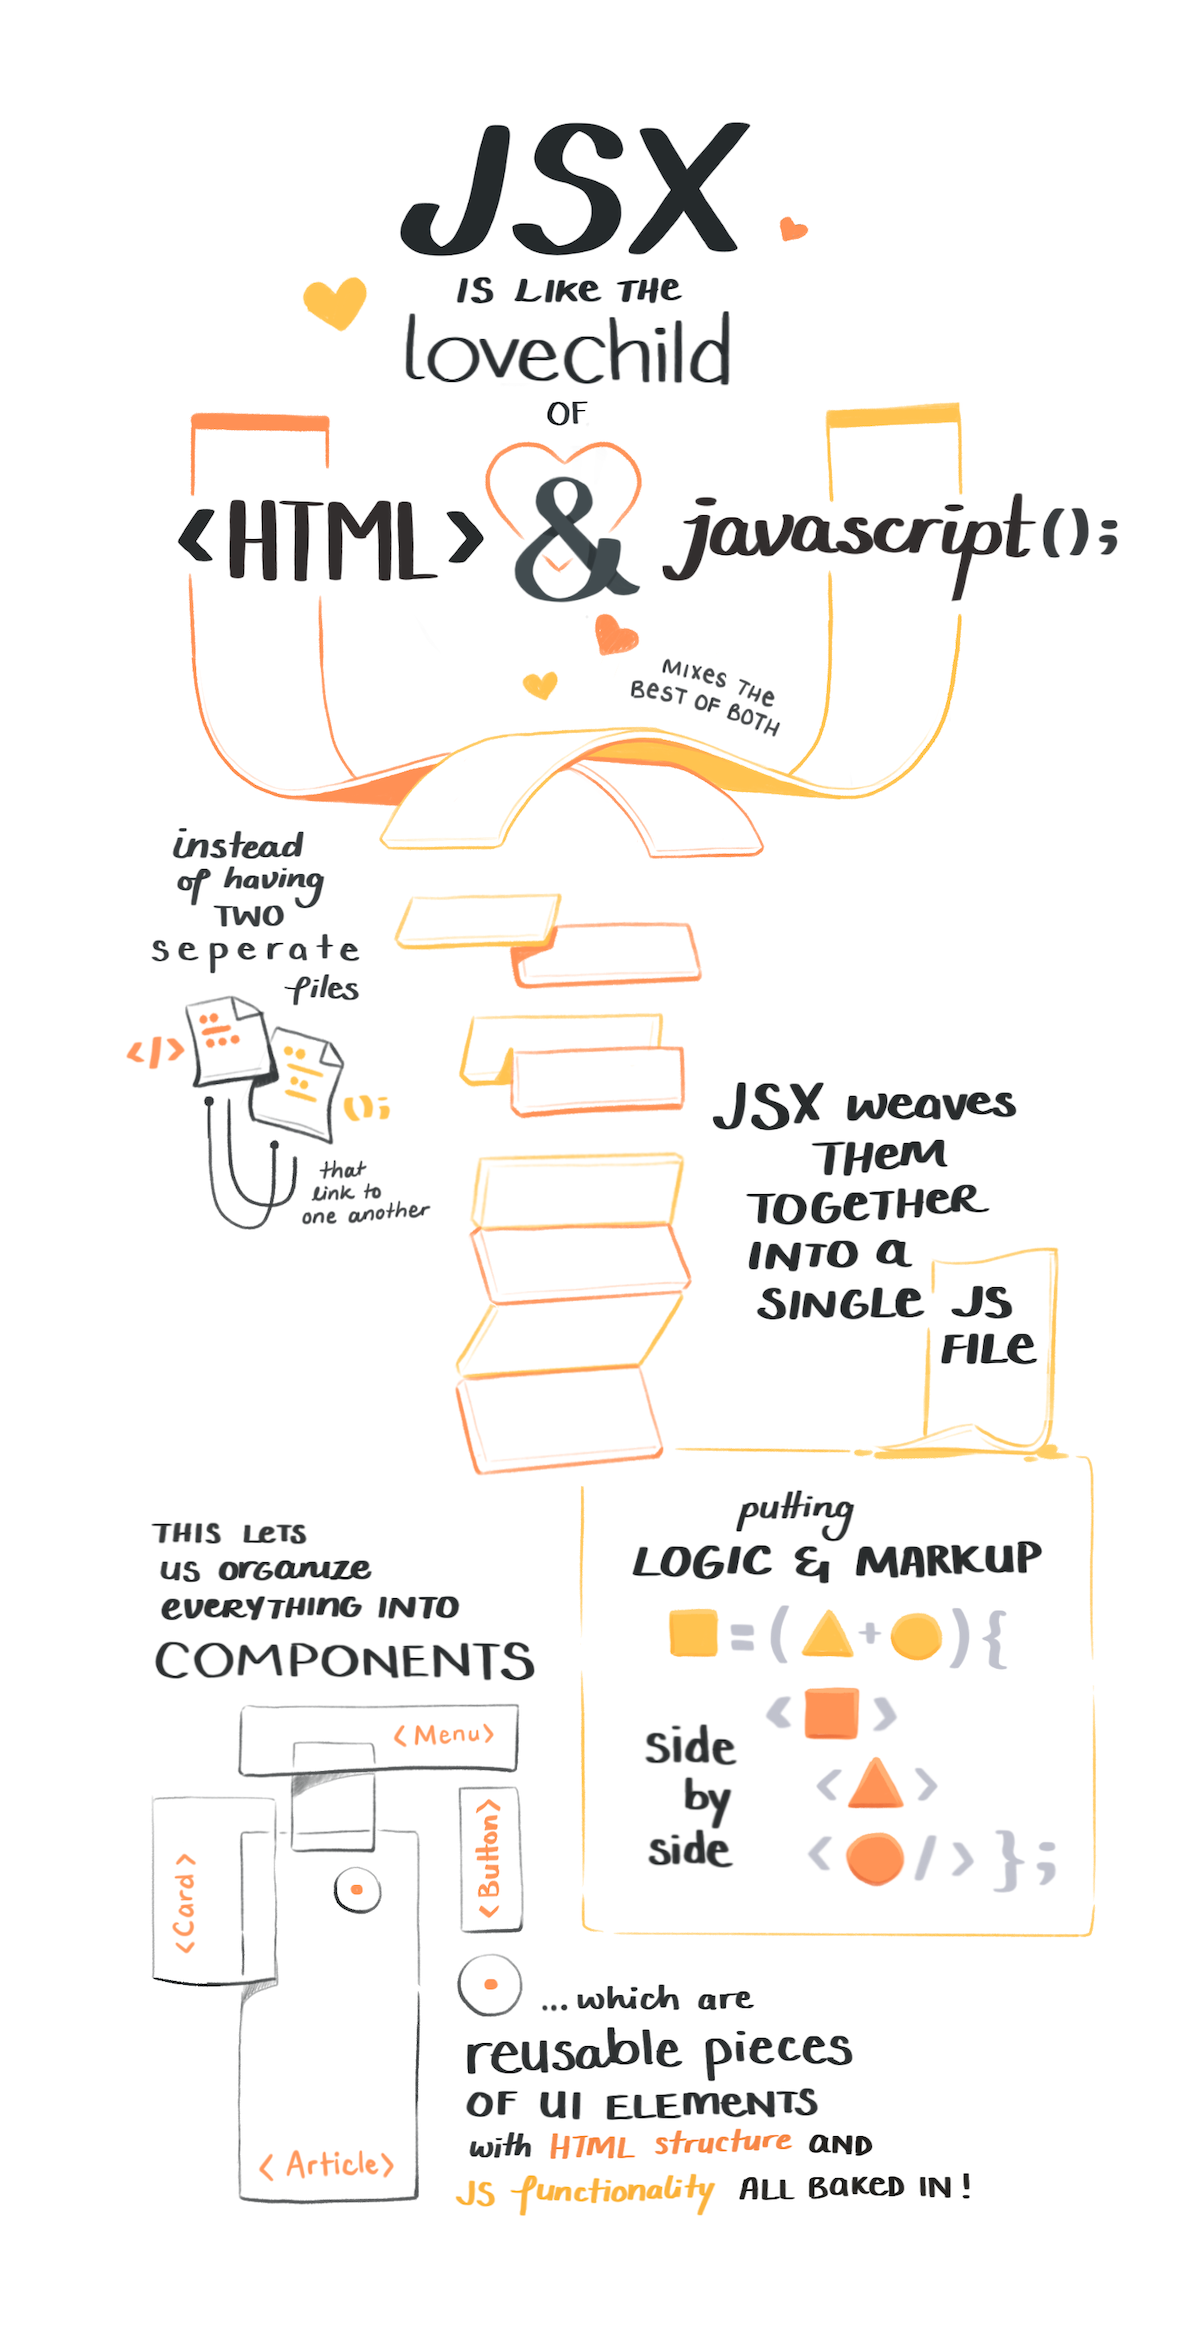 JSX
IS LIKE THE
lovechild
OF
<HTML> & javascript();
MIXES THE
BEST OF BOTH
instead
of having
TWO
seperate
files
</>
();
that
link to
one another
JSX weaves
THEM
TOGETHER
INTO a
SINGLE JS
FILE
putting
LOGIC & MARKUP
= ( + ) {
< >
< >
< /> };
side
by
side
THIS LETS
US ORGANIZE
EVERYTHING INTO
COMPONENTS
<Menu>
<Card>
<Button>
<Article>
...which are
reusable pieces
OF UI ELEMENTS
with HTML structure AND
JS functionality ALL BAKED IN!